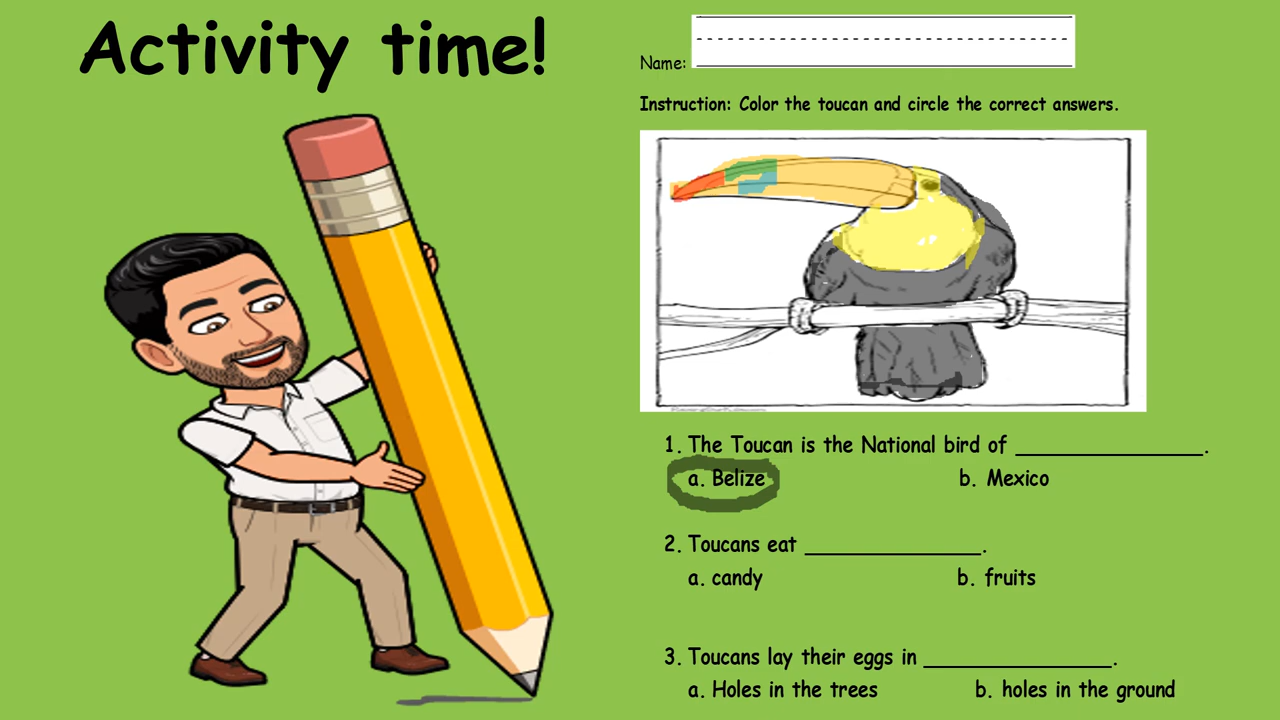 Activity time!
Name:
Instruction: Color the toucan and circle the correct answers.
1. The Toucan is the National bird of _______________.
a. Belize b. Mexico
2. Toucans eat ______________.
a. candy b. fruits
3. Toucans lay their eggs in _______________.
a. Holes in the trees b. holes in the ground